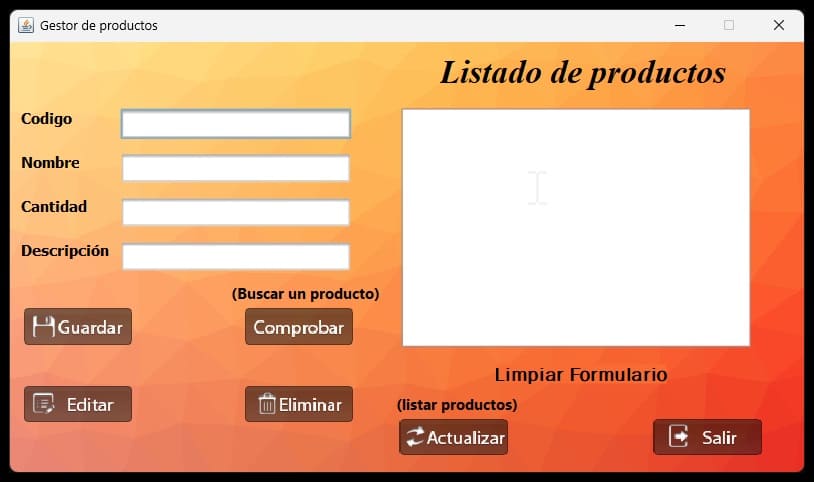 Gestor de productos
Listado de productos
Codigo
Nombre
Cantidad
Descripción
(Buscar un producto)
Guardar
Comprobar
Limpiar Formulario
Editar
Eliminar
(listar productos)
Actualizar
Salir